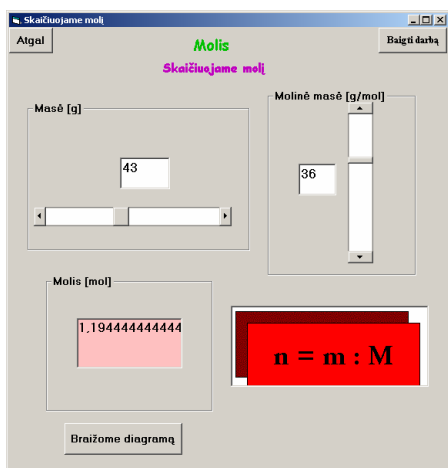 Skaičiuojame molį
Atgal
Molis
Baigti darbą
Skaičiuojame molį
Masė [g]
Molinė masė [g/mol]
43
36
Molis [mol]
1,194444444444
n = m : M
Braižome diagramą